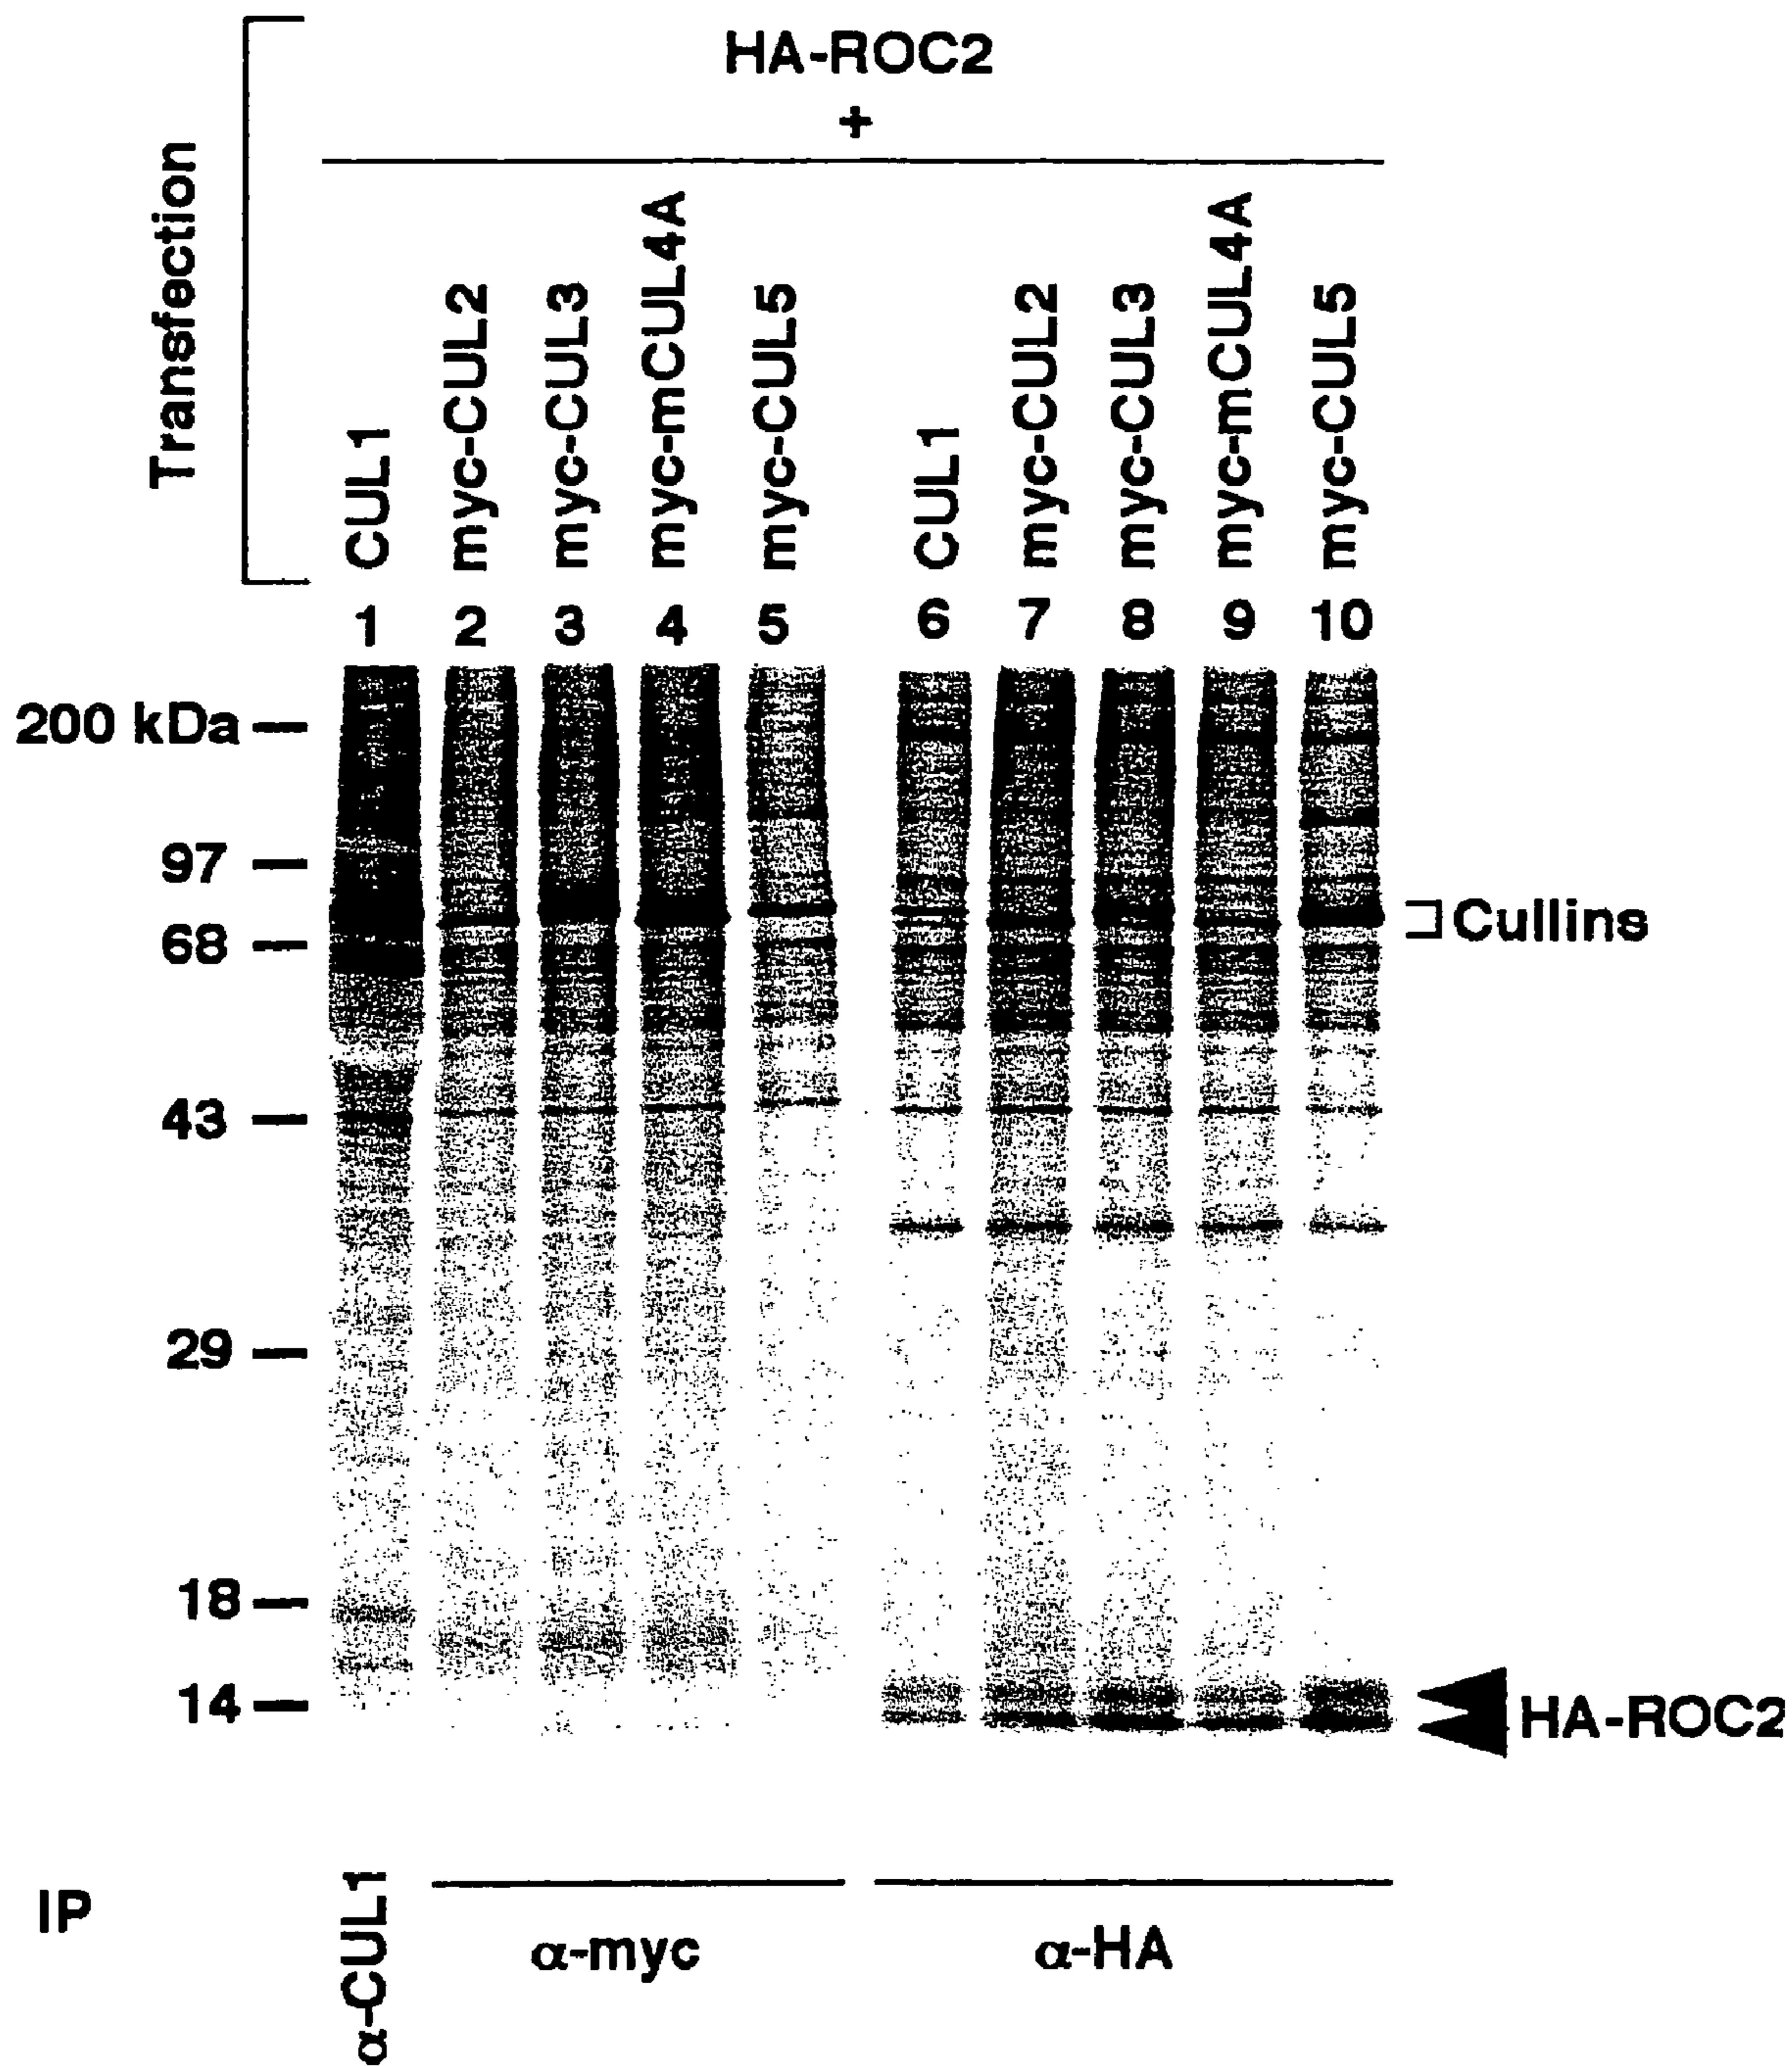 HA-ROC2
+
Transfection
CUL1
myc-CUL2
myc-CUL3
myc-mCUL4A
myc-CUL5
CUL1
myc-CUL2
myc-CUL3
myc-mCUL4A
myc-CUL5
1 2 3 4 5 6 7 8 9 10
200 kDa
97
Cullins
68
43
29
18
14
HA-ROC2
IP
α-CUL1
α-myc
α-HA